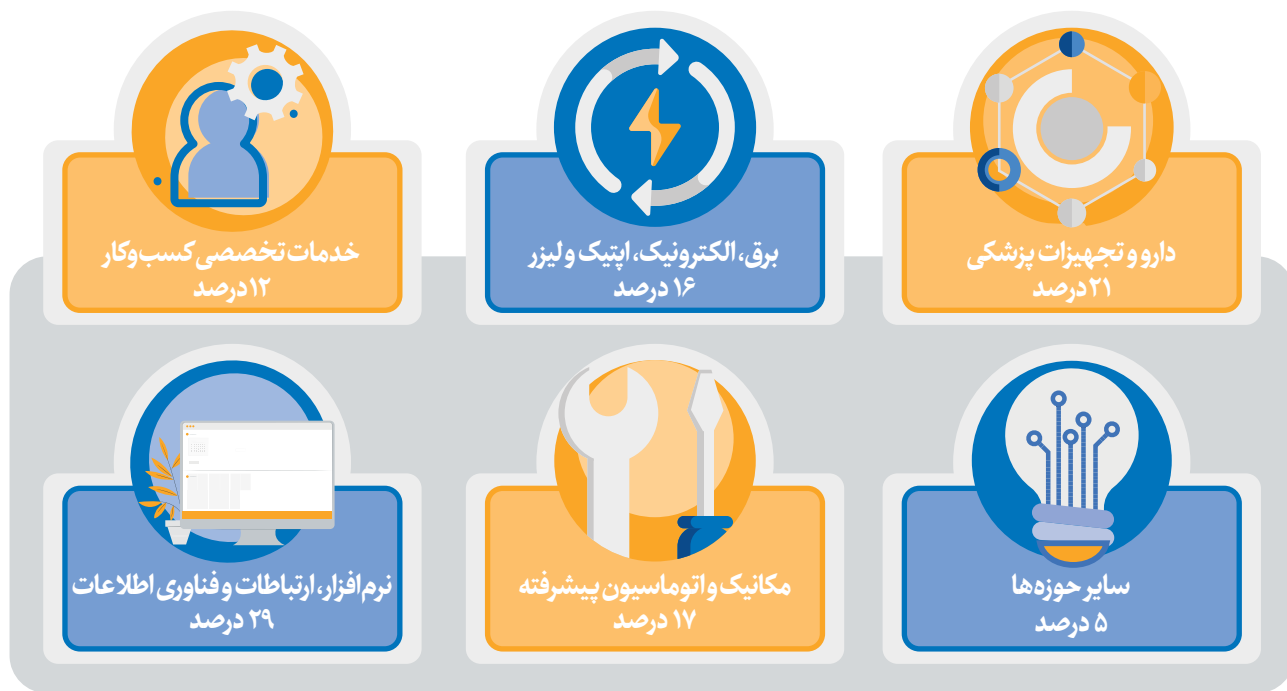 دارو و تجهیزات پزشکی
۲۱ درصد
برق، الکترونیک، اپتیک و لیزر
۱۶ درصد
خدمات تخصصی کسب‌وکار
۱۲ درصد
سایر حوزه‌ها
۵ درصد
مکانیک و اتوماسیون پیشرفته
۱۷ درصد
نرم‌افزار، ارتباطات و فناوری اطلاعات
۲۹ درصد